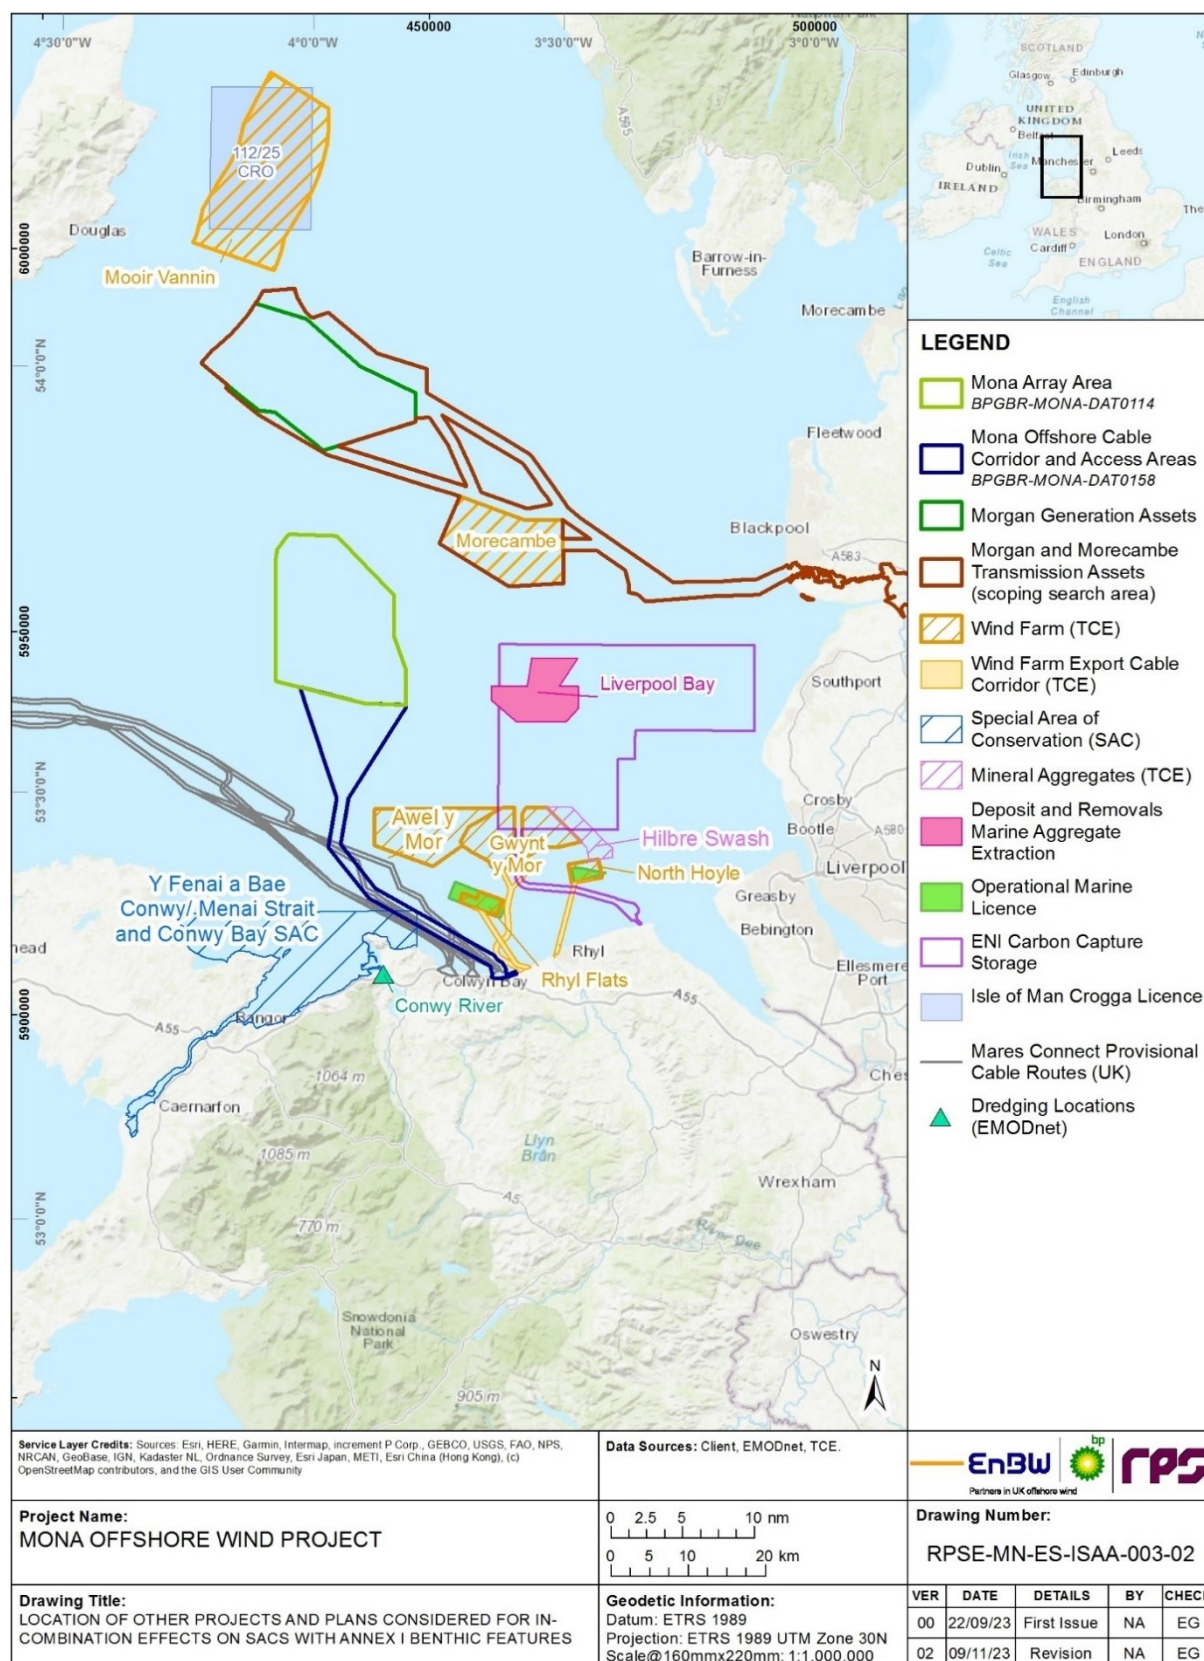 450000
500000
4°30'0"W
4°0'0"W
3°30'0"W
3°0'0"W
A595
112/25
CRO
6000000
Douglas
Mooir Vannin
Barrow-in-
Furness
Morecambe
54°0'0"N
Fleetwood
Blackpool
A583
Morecambe
5950000
Southport
Liverpool Bay
53°30'0"N
Crosby
Bootle
A580
Awel y
Mor
Gwynt
y Mor
Hilbre Swash
North Hoyle
Liverpool
Greasby
Bebington
Y Fenai a Bae
Conwy/ Menai Strait
and Conwy Bay SAC
head
Rhyl
Ellesmere
Port
Rhyl Flats
Colwyn Bay
Conwy River
A55
5900000
Bangor
A55
Ches
1064 m
Caernarfon
Llyn
Brân
1085 m
A5
Wrexham
53°0'0"N
770 m
River Dee
Snowdonia
National
Park
Oswestry
905 m
N
SCOTLAND
Glasgow
Edinburgh
UNITED
KINGDOM
Belfast
Irish
Sea
Leeds
Dublin
Manchester
IRELAND
Birmingham
The
WALES
London
Cardiff
Celtic
Sea
ENGLAND
English
Channel
LEGEND
Mona Array Area
BPGBR-MONA-DAT0114
Mona Offshore Cable
Corridor and Access Areas
BPGBR-MONA-DAT0158
Morgan Generation Assets
Morgan and Morecambe
Transmission Assets
(scoping search area)
Wind Farm (TCE)
Wind Farm Export Cable
Corridor (TCE)
Special Area of
Conservation (SAC)
Mineral Aggregates (TCE)
Deposit and Removals
Marine Aggregate
Extraction
Operational Marine
Licence
ENI Carbon Capture
Storage
Isle of Man Crogga Licence
Mares Connect Provisional
Cable Routes (UK)
Dredging Locations
(EMODnet)
Service Layer Credits: Sources: Esri, HERE, Garmin, Intermap, increment P Corp., GEBCO, USGS, FAO, NPS,
NRCAN, GeoBase, IGN, Kadaster NL, Ordnance Survey, Esri Japan, METI, Esri China (Hong Kong), (c)
OpenStreetMap contributors, and the GIS User Community
Data Sources: Client, EMODnet, TCE.
EnBW
bp
rps
Partners in UK offshore wind
Project Name:
MONA OFFSHORE WIND PROJECT
0 2.5 5 10 nm
0 5 10 20 km
Drawing Number:
RPSE-MN-ES-ISAA-003-02
Drawing Title:
LOCATION OF OTHER PROJECTS AND PLANS CONSIDERED FOR IN-
COMBINATION EFFECTS ON SACS WITH ANNEX I BENTHIC FEATURES
Geodetic Information:
Datum: ETRS 1989
Projection: ETRS 1989 UTM Zone 30N
Scale@160mmx220mm: 1:1,000,000
VER DATE DETAILS BY CHECK
00 22/09/23 First Issue NA EG
02 09/11/23 Revision NA EG